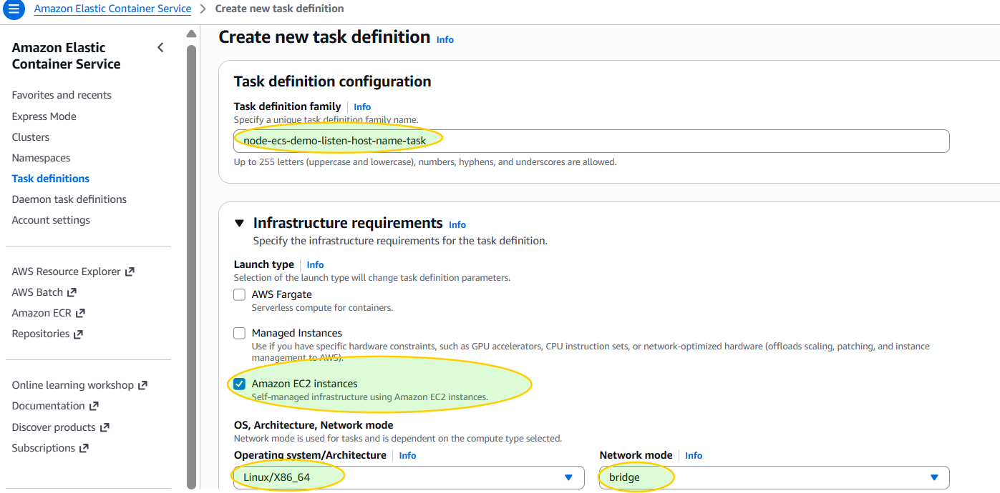 Amazon Elastic Container Service > Create new task definition
Amazon Elastic
Container Service
Favorites and recents
Express Mode
Clusters
Namespaces
Task definitions
Daemon task definitions
Account settings
AWS Resource Explorer
AWS Batch
Amazon ECR
Repositories
Online learning workshop
Documentation
Discover products
Subscriptions
Create new task definition Info
Task definition configuration
Task definition family Info
Specify a unique task definition family name.
node-ecs-demo-listen-host-name-task
Up to 255 letters (uppercase and lowercase), numbers, hyphens, and underscores are allowed.
Infrastructure requirements Info
Specify the infrastructure requirements for the task definition.
Launch type Info
Selection of the launch type will change task definition parameters.
AWS Fargate
Serverless compute for containers.
Managed Instances
Use if you have specific hardware constraints, such as GPU accelerators, CPU instruction sets, or network-optimized hardware (offloads scaling, patching, and instance
management to AWS).
Amazon EC2 instances
Self-managed infrastructure using Amazon EC2 instances.
OS, Architecture, Network mode
Network mode is used for tasks and is dependent on the compute type selected.
Operating system/Architecture Info
Network mode Info
Linux/X86_64
bridge